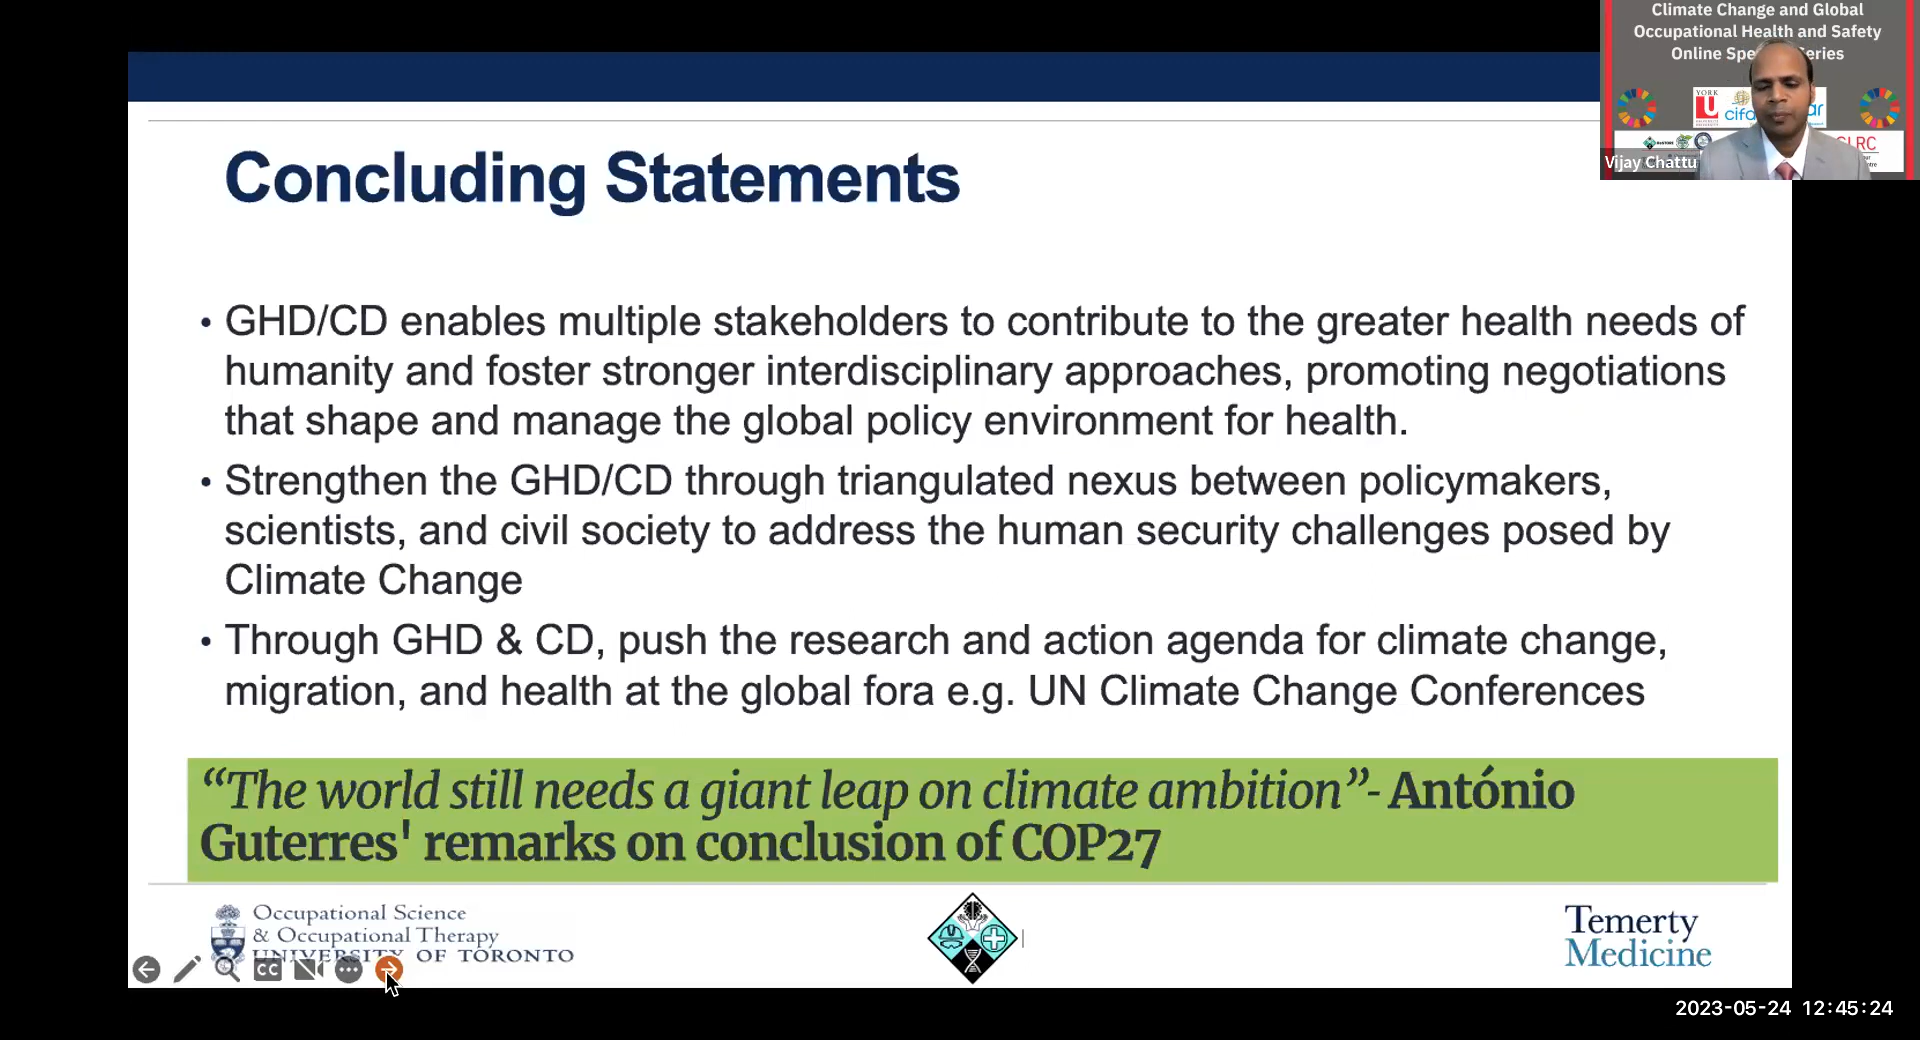 Climate Change and Global
Occupational Health and Safety
Online Spe
eries
YORK
U
cifa
ar
LRC
Vijay Chattu
Concluding Statements
• GHD/CD enables multiple stakeholders to contribute to the greater health needs of
humanity and foster stronger interdisciplinary approaches, promoting negotiations
that shape and manage the global policy environment for health.
• Strengthen the GHD/CD through triangulated nexus between policymakers,
scientists, and civil society to address the human security challenges posed by
Climate Change
• Through GHD & CD, push the research and action agenda for climate change,
migration, and health at the global fora e.g. UN Climate Change Conferences
“The world still needs a giant leap on climate ambition”- António
Guterres' remarks on conclusion of COP27
Occupational Science
& Occupational Therapy
UNIVERSITY OF TORONTO
CC
Temerty
Medicine
2023-05-24 12:45:24